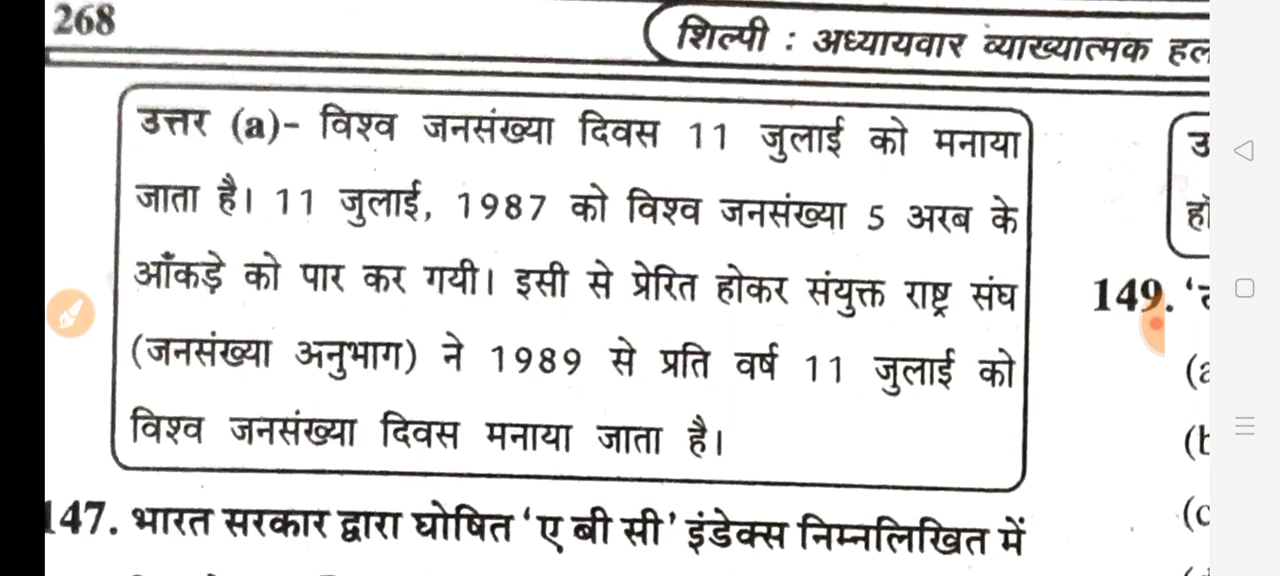 268
शिल्पी : अध्यायवार व्याख्यात्मक हल
उत्तर (a)- विश्व जनसंख्या दिवस 11 जुलाई को मनाया
जाता है। 11 जुलाई, 1987 को विश्व जनसंख्या 5 अरब के
आँकड़े को पार कर गयी। इसी से प्रेरित होकर संयुक्त राष्ट्र संघ
(जनसंख्या अनुभाग) ने 1989 से प्रति वर्ष 11 जुलाई को
विश्व जनसंख्या दिवस मनाया जाता है।
147. भारत सरकार द्वारा घोषित ‘ए बी सी’ इंडेक्स निम्नलिखित में
149.